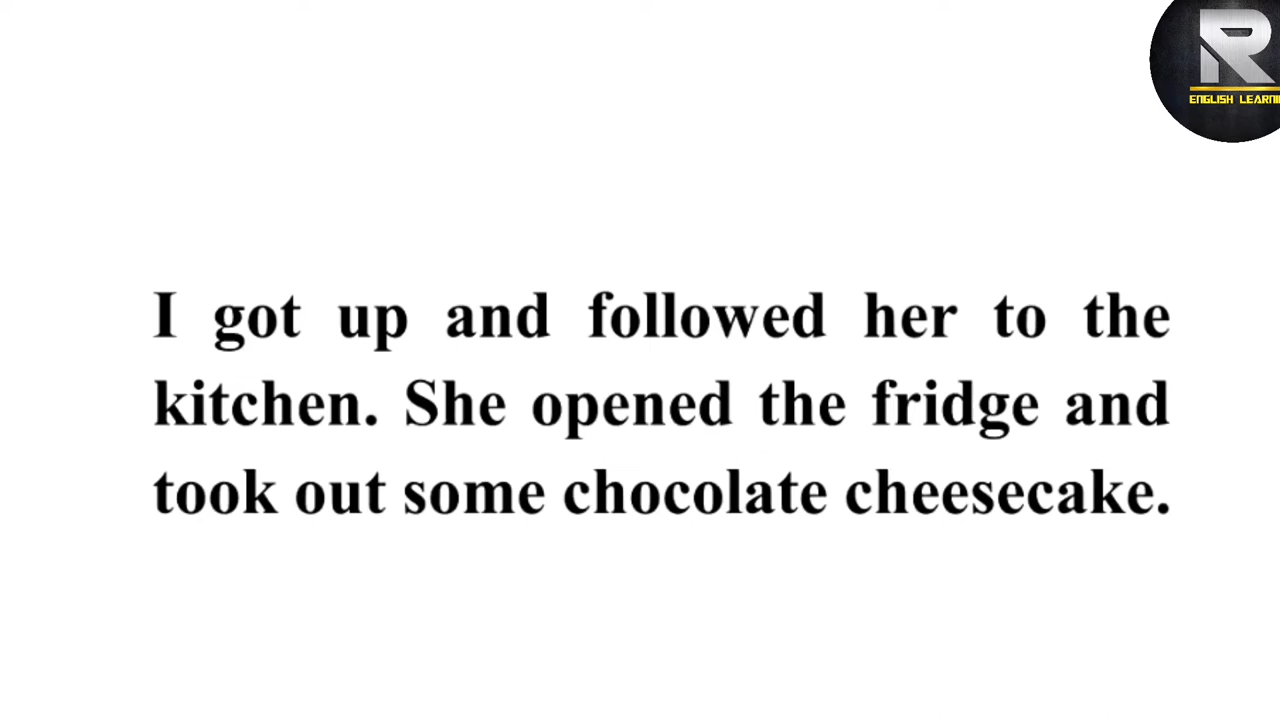 R
ENGLISH
I got up and followed her to the
kitchen. She opened the fridge and
took out some chocolate cheesecake.